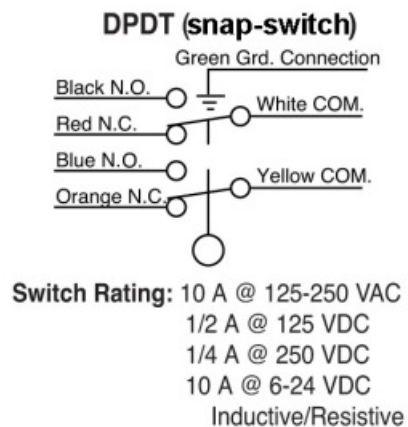 DPDT (snap-switch)
Green Grd. Connection
Black N.O.
White COM.
Red N.C.
Blue N.O.
Yellow COM.
Orange N.C.
Switch Rating: 10 A @ 125-250 VAC
1/2 A @ 125 VDC
1/4 A @ 250 VDC
10 A @ 6-24 VDC
Inductive/Resistive